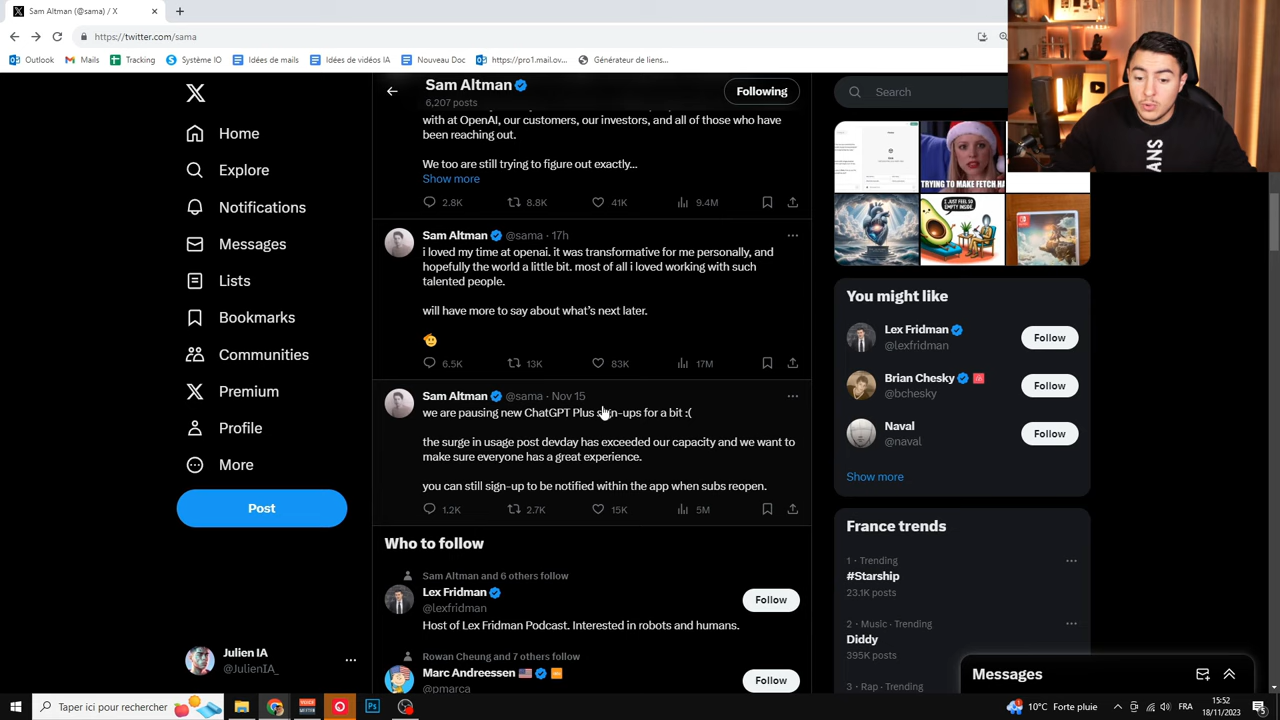 Sam Altman (@sama) / X
https://twitter.com/sama
Outlook
Mails
Tracking
Système IO
Idées de mails
Idées de vidéos IA
Nouveau Doc
https://pro1.mail.ov...
Générateur de liens...
Home
Explore
Notifications
Messages
Lists
Bookmarks
Communities
Premium
Profile
More
Post
Julien IA
@JulienIA_
Sam Altman
6,207 posts
Following
with at OpenAI, our customers, our investors, and all of those who have
been reaching out.
We too are still trying to figure out exactly...
Show more
2.8K 8.8K 41K 9.4M
Sam Altman @sama · 17h
i loved my time at openai. it was transformative for me personally, and
hopefully the world a little bit. most of all i loved working with such
talented people.
will have more to say about what's next later.
6.5K 13K 83K 17M
Sam Altman @sama · Nov 15
we are pausing new ChatGPT Plus sign-ups for a bit :(
the surge in usage post devday has exceeded our capacity and we want to
make sure everyone has a great experience.
you can still sign-up to be notified within the app when subs reopen.
1.2K 2.7K 15K 5M
Who to follow
Sam Altman and 6 others follow
Lex Fridman
@lexfridman
Follow
Host of Lex Fridman Podcast. Interested in robots and humans.
Rowan Cheung and 7 others follow
Marc Andreessen
@pmarca
Follow
Search
TRYING TO MAKE FETCH HA
I JUST FEEL SO
EMPTY INSIDE.
You might like
Lex Fridman
@lexfridman
Follow
Brian Chesky
@bchesky
Follow
Naval
@naval
Follow
Show more
France trends
1 · Trending
#Starship
23.1K posts
2 · Music · Trending
Diddy
395K posts
3 · Rap · Trending
Messages
ANS
Taper ici pour rechercher
10°C Forte pluie
FRA
15:52
18/11/2023
5